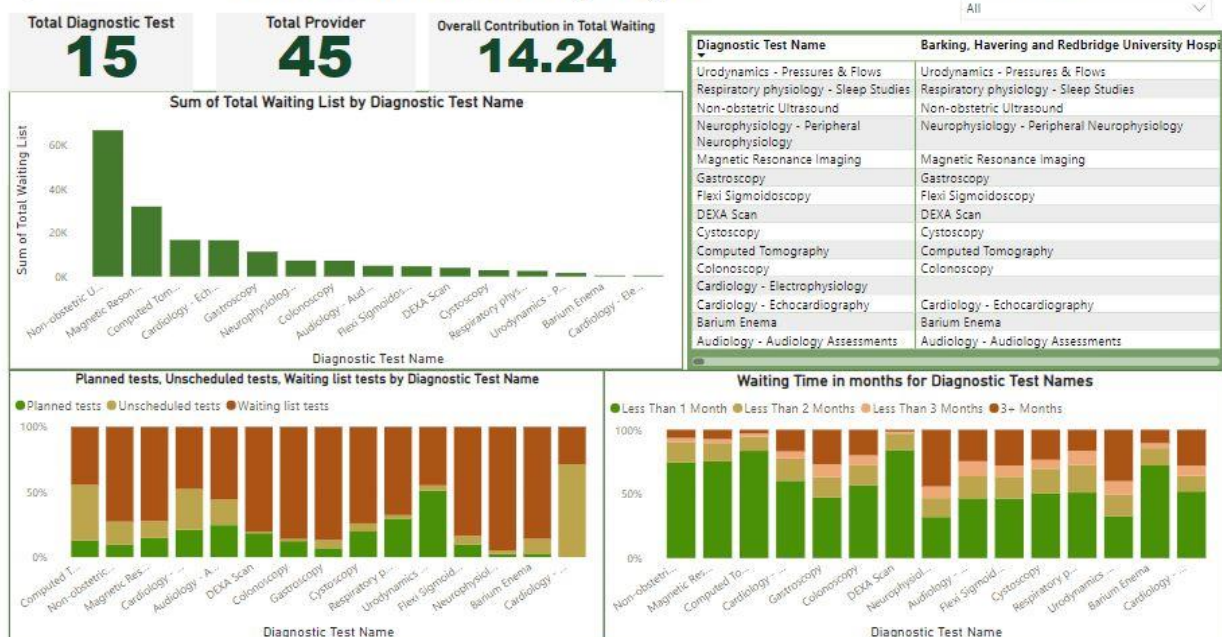 All
Total Diagnostic Test
15
Total Provider
45
Overall Contribution in Total Waiting
14.24
Diagnostic Test Name Barking, Havering and Redbridge University Hospi
Urodynamics - Pressures & Flows Urodynamics - Pressures & Flows
Respiratory physiology - Sleep Studies Respiratory physiology - Sleep Studies
Non-obstetric Ultrasound Non-obstetric Ultrasound
Neurophysiology - Peripheral Neurophysiology - Peripheral Neurophysiology
Neurophysiology
Magnetic Resonance Imaging Magnetic Resonance Imaging
Gastroscopy Gastroscopy
Flexi Sigmoidoscopy Flexi Sigmoidoscopy
DEXA Scan DEXA Scan
Cystoscopy Cystoscopy
Computed Tomography Computed Tomography
Colonoscopy Colonoscopy
Cardiology - Electrophysiology
Cardiology - Echocardiography Cardiology - Echocardiography
Barium Enema Barium Enema
Audiology - Audiology Assessments Audiology - Audiology Assessments
Sum of Total Waiting List by Diagnostic Test Name
Sum of Total Waiting List
60K
40K
20K
0K
Non-obstetric U...
Magnetic Reson...
Computed Tom...
Cardiology - Ech...
Gastroscopy
Neurophysiolog...
Colonoscopy
Audiology - Aud...
Flexi Sigmoidos...
DEXA Scan
Cystoscopy
Respiratory phys...
Urodynamics - P...
Barium Enema
Cardiology - Ele...
Diagnostic Test Name
Planned tests, Unscheduled tests, Waiting list tests by Diagnostic Test Name
Planned tests Unscheduled tests Waiting list tests
100%
50%
0%
Computed T...
Non-obstetric...
Magnetic Res...
Cardiology - ...
Audiology - A...
DEXA Scan
Colonoscopy
Gastroscopy
Cystoscopy
Respiratory p...
Urodynamics ...
Flexi Sigmoid...
Neurophysiol...
Barium Enema
Cardiology - ...
Diagnostic Test Name
Waiting Time in months for Diagnostic Test Names
Less Than 1 Month Less Than 2 Months Less Than 3 Months 3+ Months
100%
50%
0%
Non-obstetri...
Magnetic Res...
Computed To...
Cardiology - ...
Gastroscopy
Colonoscopy
DEXA Scan
Neurophysiol...
Audiology - ...
Flexi Sigmoid...
Cystoscopy
Respiratory p...
Urodynamics ...
Barium Enema
Cardiology - ...
Diagnostic Test Name